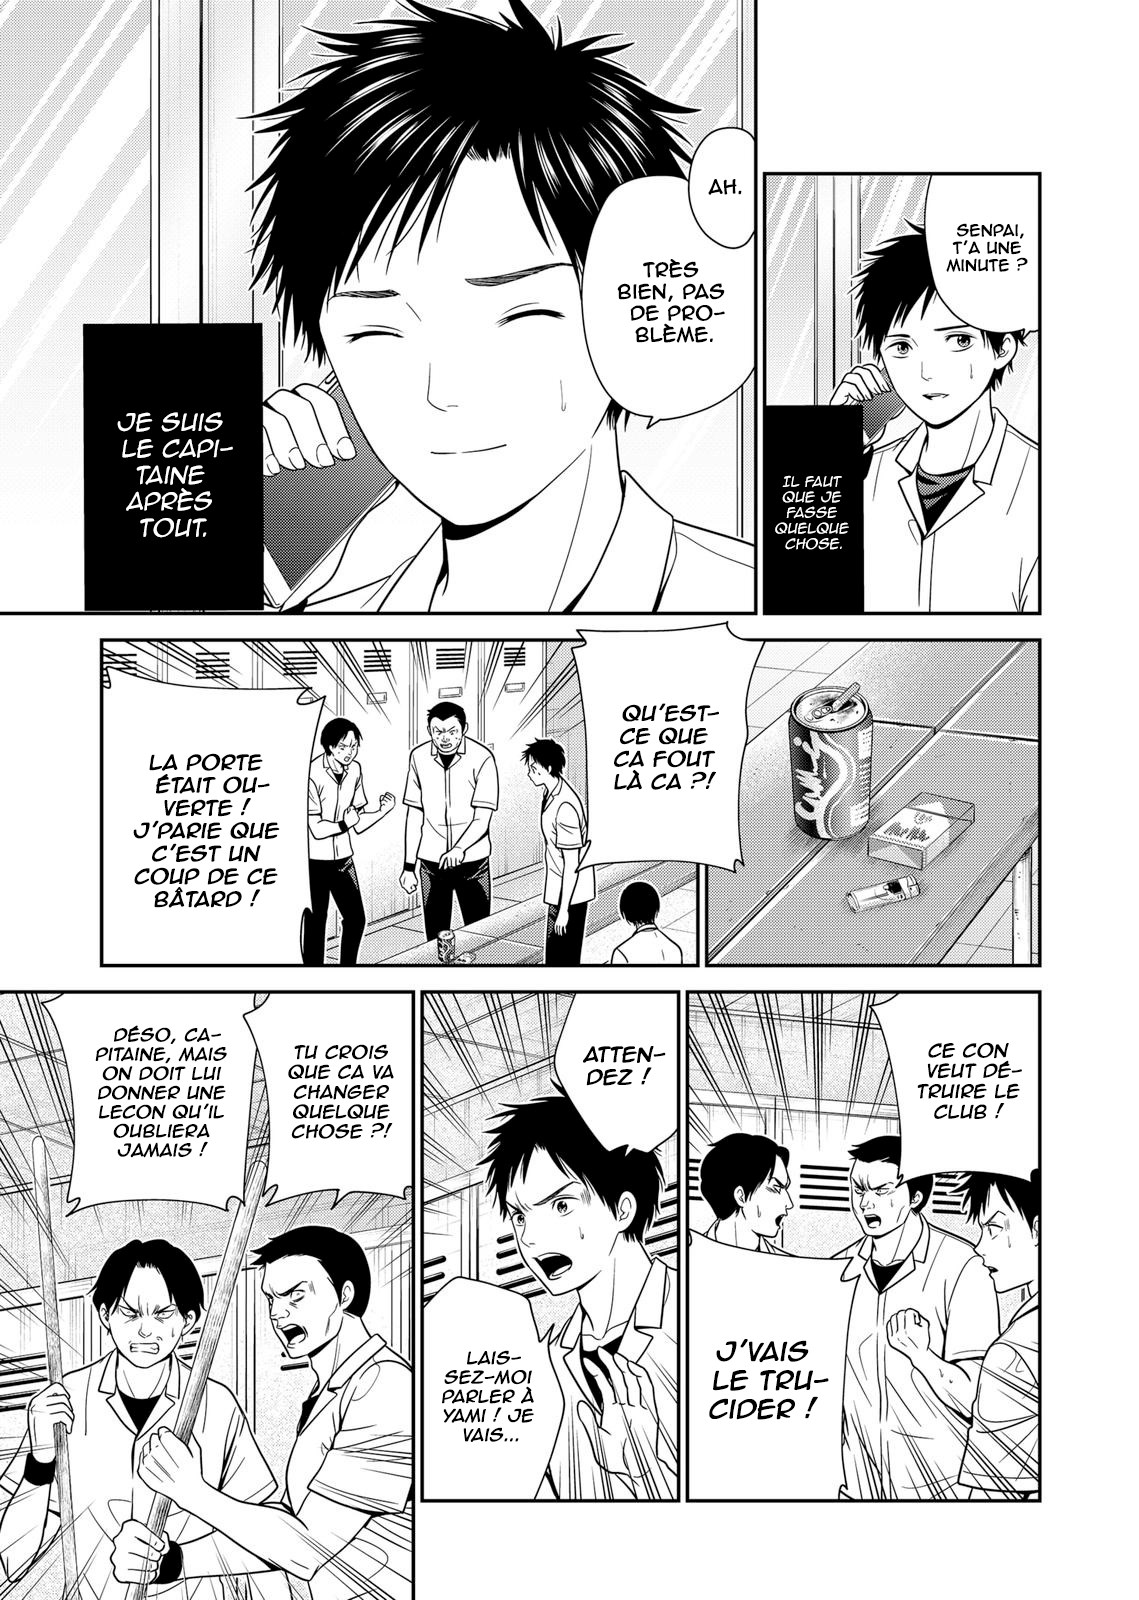 SENPAI,
T'A UNE
MINUTE ?
IL FAUT
QUE JE
FASSE
QUELQUE
CHOSE.
AH.
TRÈS
BIEN, PAS
DE PRO-
BLÈME.
JE SUIS
LE CAPI-
TAINE
APRÈS
TOUT.
QU'EST-
CE QUE
CA FOUT
LÀ CA ?!
LA PORTE
ÉTAIT OU-
VERTE !
J'PARIE QUE
C'EST UN
COUP DE CE
BÂTARD !
CE CON
VEUT DÉ-
TRUIRE LE
CLUB !
J'VAIS
LE TRU-
CIDER !
ATTEN-
DEZ !
LAIS-
SEZ-MOI
PARLER À
YAMI ! JE
VAIS...
TU CROIS
QUE CA VA
CHANGER
QUELQUE
CHOSE ?!
DÉSO, CA-
PITAINE, MAIS
ON DOIT LUI
DONNER UNE
LECON QU'IL
OUBLIERA
JAMAIS !